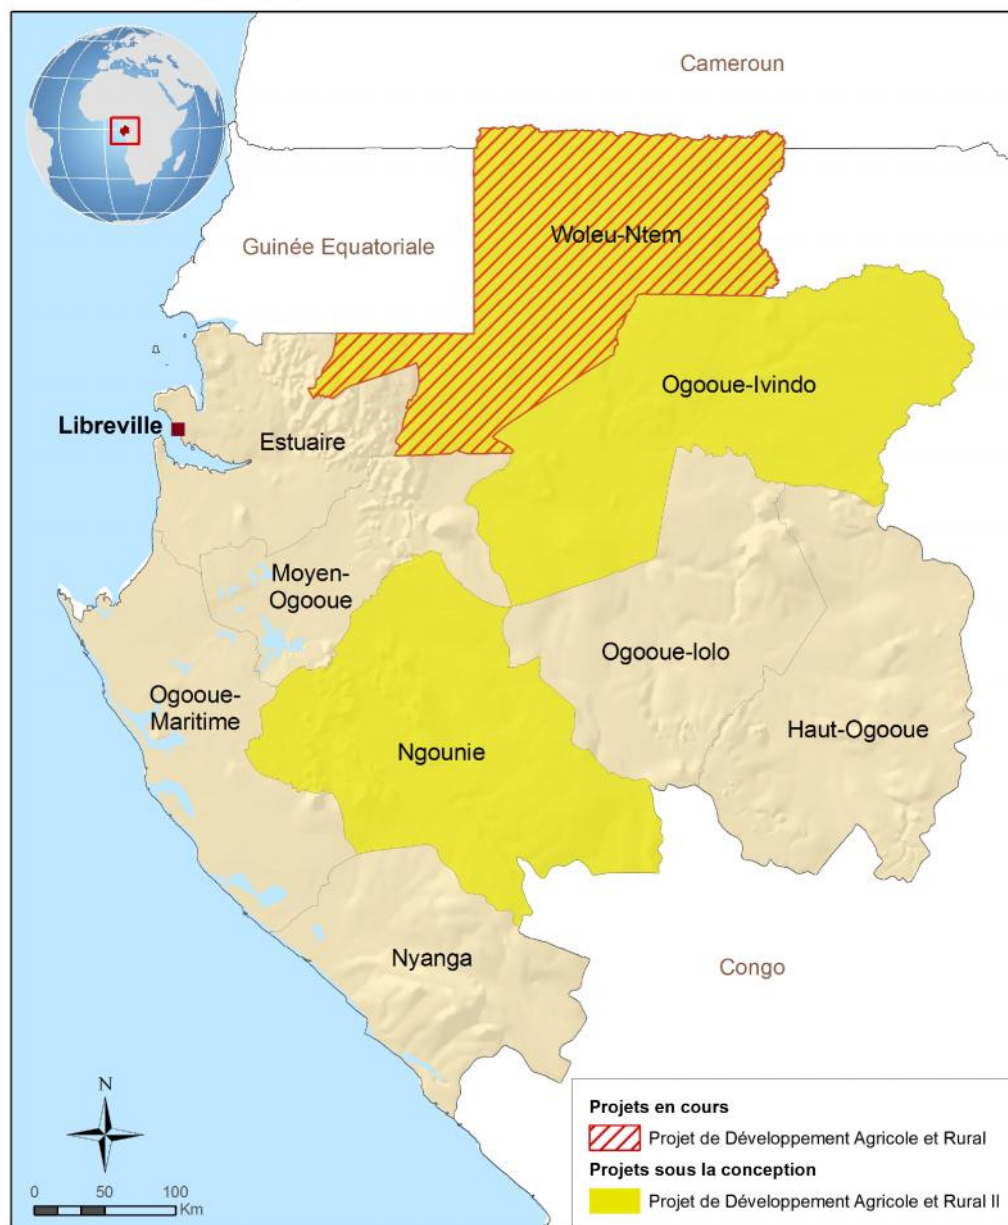 Cameroun
Guinée Equatoriale
Woleu-Ntem
Ogooue-Ivindo
Libreville
Estuaire
Moyen-
Ogooue
Ogooue-Iolo
Ogooue-
Maritime
Haut-Ogooue
Ngounie
Nyanga
Congo
N
0 50 100
Km
Projets en cours
Projet de Développement Agricole et Rural
Projets sous la conception
Projet de Développement Agricole et Rural II